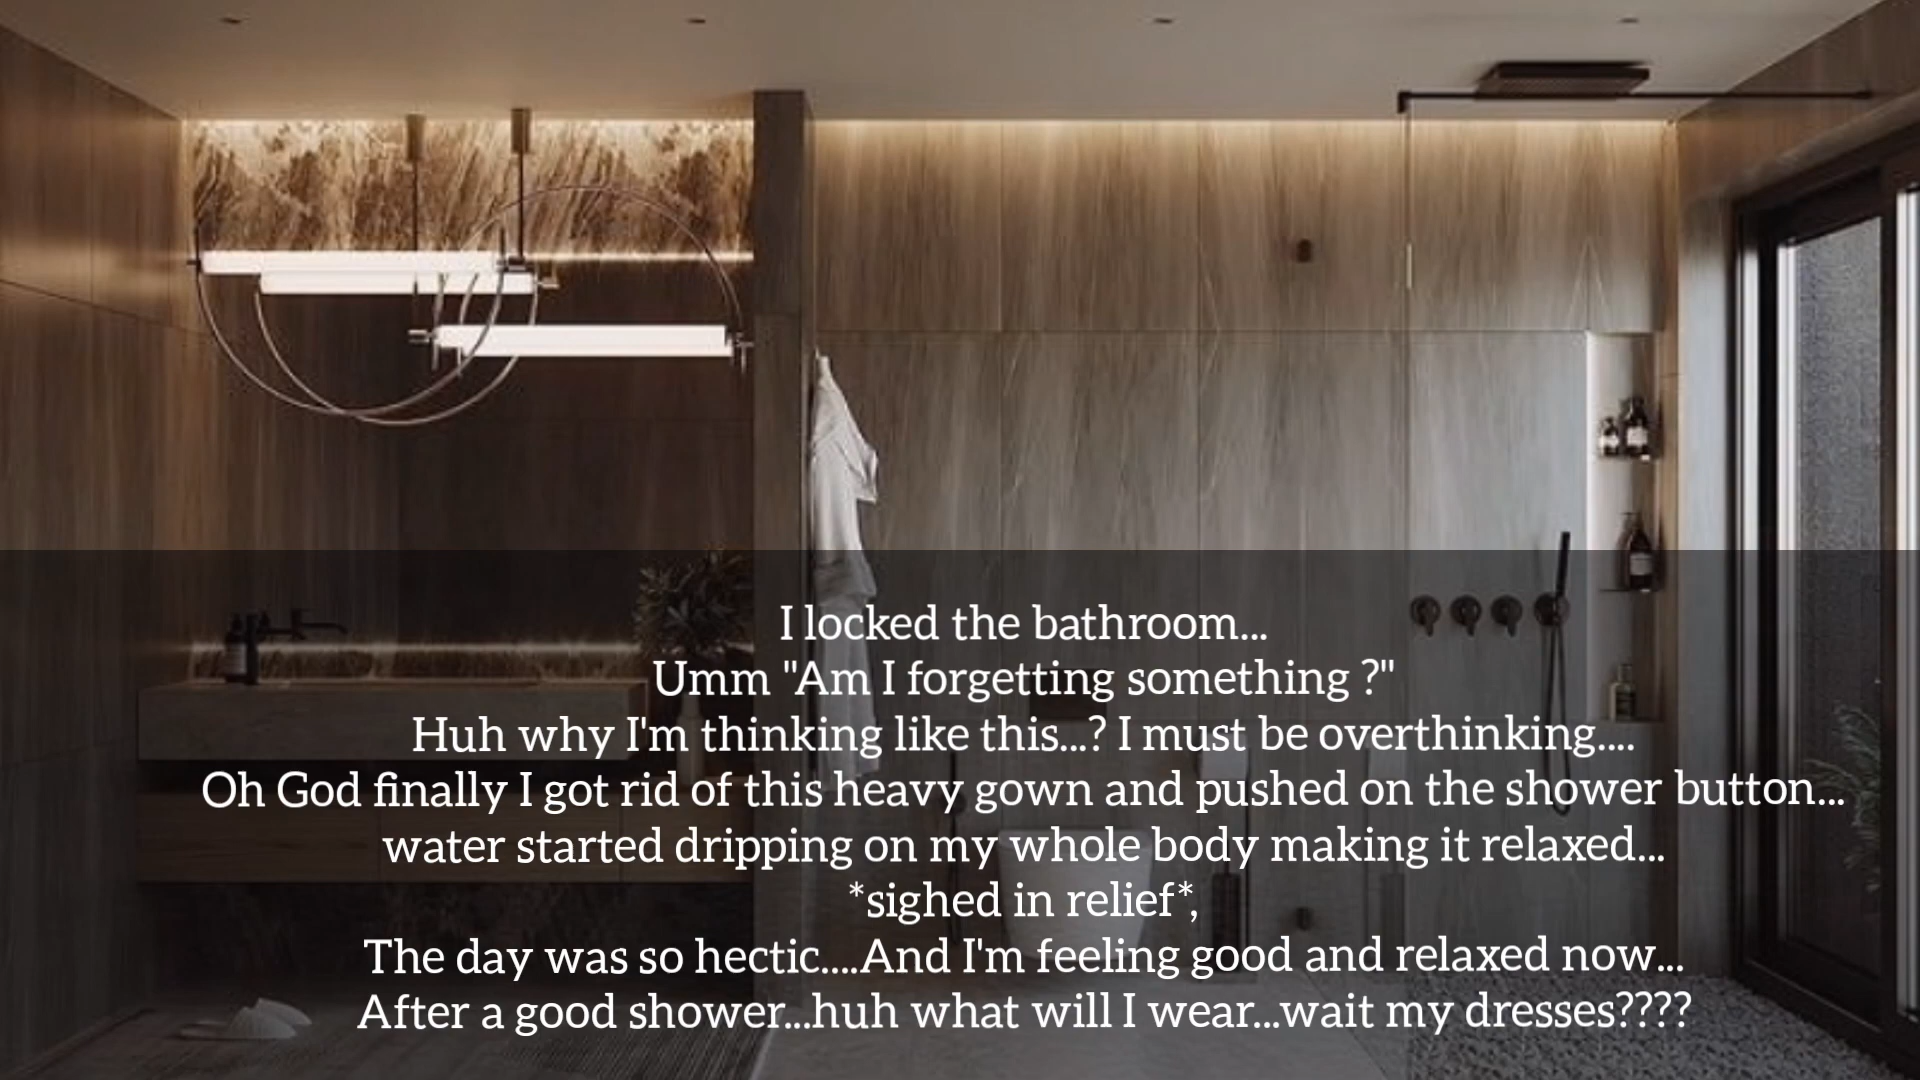 I locked the bathroom...
Umm "Am I forgetting something ?"
Huh why I'm thinking like this...? I must be overthinking....
Oh God finally I got rid of this heavy gown and pushed on the shower button...
water started dripping on my whole body making it relaxed...
*sighed in relief*,
The day was so hectic....And I'm feeling good and relaxed now...
After a good shower...huh what will I wear...wait my dresses????